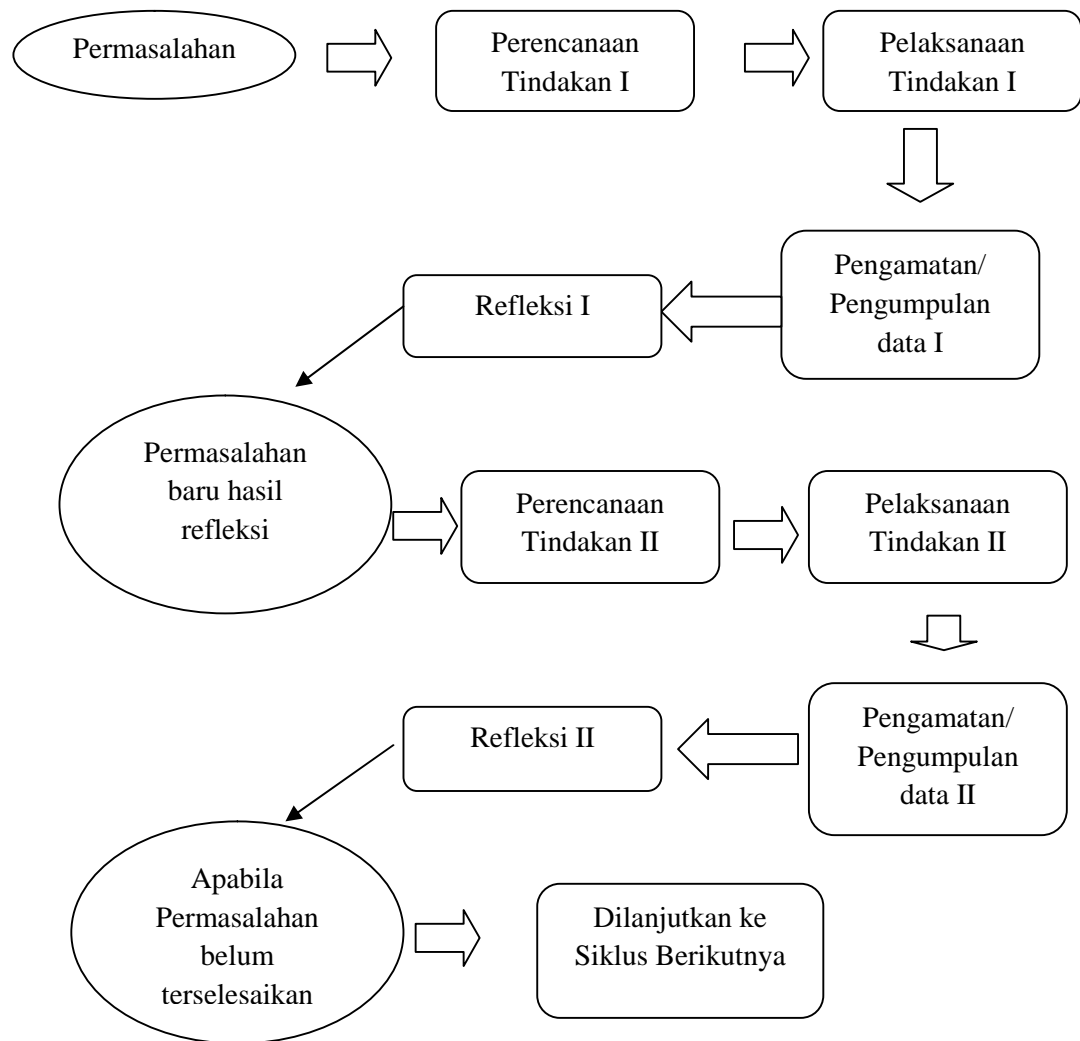 Permasalahan
Perencanaan
Tindakan I
Pelaksanaan
Tindakan I
Pengamatan/
Pengumpulan
data I
Refleksi I
Permasalahan
baru hasil
refleksi
Perencanaan
Tindakan II
Pelaksanaan
Tindakan II
Pengamatan/
Pengumpulan
data II
Refleksi II
Apabila
Permasalahan
belum
terselesaikan
Dilanjutkan ke
Siklus Berikutnya